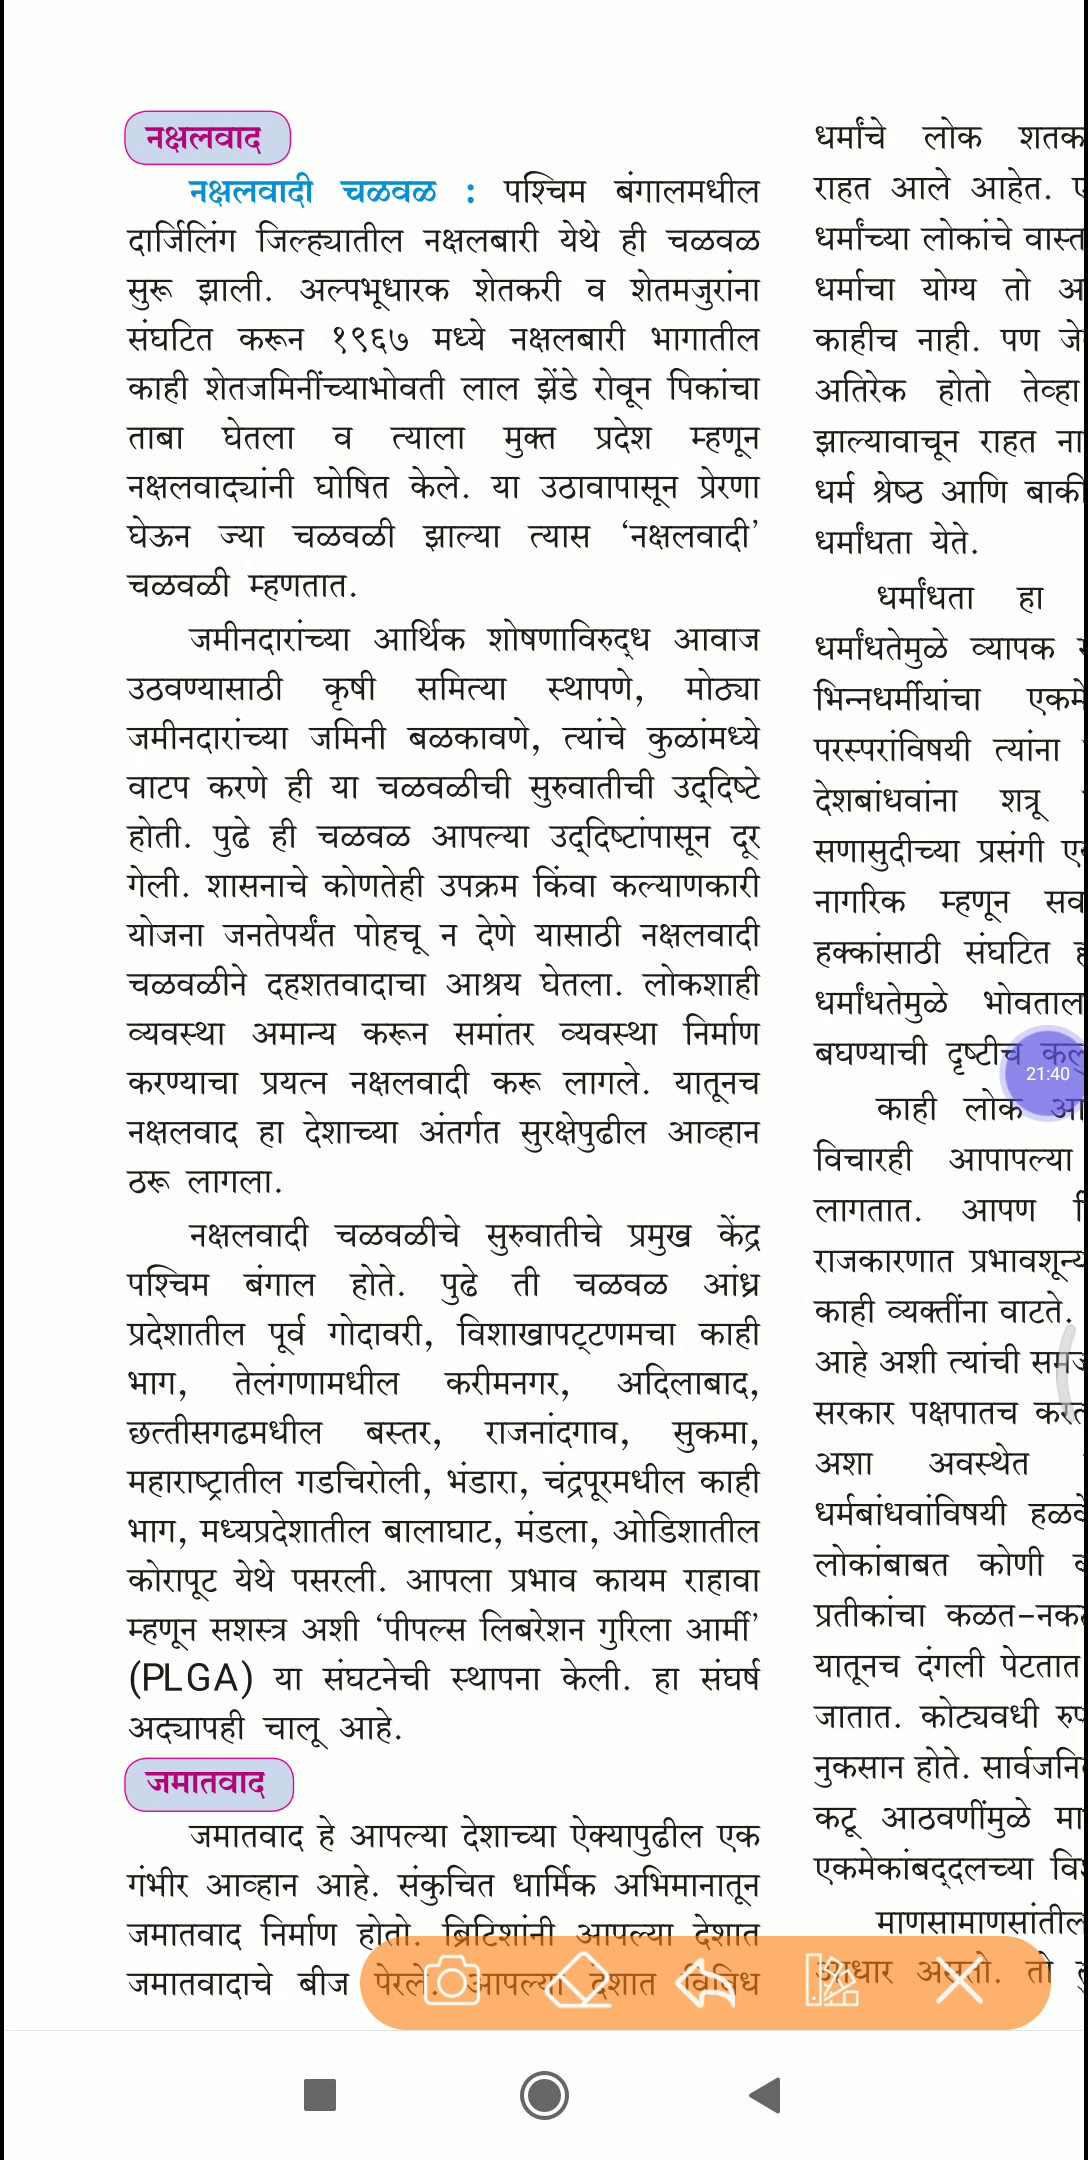 नक्षलवाद
नक्षलवादी चळवळ : पश्चिम बंगालमधील
दार्जिलिंग जिल्ह्यातील नक्षलबारी येथे ही चळवळ
सुरू झाली. अल्पभूधारक शेतकरी व शेतमजुरांना
संघटित करून १९६७ मध्ये नक्षलबारी भागातील
काही शेतजमिनींच्याभोवती लाल झेंडे रोवून पिकांचा
ताबा घेतला व त्याला मुक्त प्रदेश म्हणून
नक्षलवाद्यांनी घोषित केले. या उठावापासून प्रेरणा
घेऊन ज्या चळवळी झाल्या त्यास ‘नक्षलवादी’
चळवळी म्हणतात.
जमीनदारांच्या आर्थिक शोषणाविरुद्ध आवाज
उठवण्यासाठी कृषी समित्या स्थापणे, मोठ्या
जमीनदारांच्या जमिनी बळकावणे, त्यांचे कुळांमध्ये
वाटप करणे ही या चळवळीची सुरुवातीची उद्दिष्टे
होती. पुढे ही चळवळ आपल्या उद्दिष्टांपासून दूर
गेली. शासनाचे कोणतेही उपक्रम किंवा कल्याणकारी
योजना जनतेपर्यंत पोहचू न देणे यासाठी नक्षलवादी
चळवळीने दहशतवादाचा आश्रय घेतला. लोकशाही
व्यवस्था अमान्य करून समांतर व्यवस्था निर्माण
करण्याचा प्रयत्न नक्षलवादी करू लागले. यातूनच
नक्षलवाद हा देशाच्या अंतर्गत सुरक्षेपुढील आव्हान
ठरू लागला.
नक्षलवादी चळवळीचे सुरुवातीचे प्रमुख केंद्र
पश्चिम बंगाल होते. पुढे ती चळवळ आंध्र
प्रदेशातील पूर्व गोदावरी, विशाखापट्टणमचा काही
भाग, तेलंगणामधील करीमनगर, अदिलाबाद,
छत्तीसगढमधील बस्तर, राजनांदगाव, सुकमा,
महाराष्ट्रातील गडचिरोली, भंडारा, चंद्रपूरमधील काही
भाग, मध्यप्रदेशातील बालाघाट, मंडला, ओडिशातील
कोरापूट येथे पसरली. आपला प्रभाव कायम राहावा
म्हणून सशस्त्र अशी ‘पीपल्स लिबरेशन गुरिला आर्मी’
(PLGA) या संघटनेची स्थापना केली. हा संघर्ष
अद्यापही चालू आहे.
जमातवाद
जमातवाद हे आपल्या देशाच्या ऐक्यापुढील एक
गंभीर आव्हान आहे. संकुचित धार्मिक अभिमानातून
जमातवाद निर्माण होतो. ब्रिटिशांनी आपल्या देशात
जमातवादाचे बीज पेरले. आपल्या देशात विविध
धर्मांचे लोक
राहत आले आहेत.
धर्मांच्या लोकांचे
धर्माचा योग्य तो
काहीच नाही. पण
अतिरेक होतो तेव्हा
झाल्यावाचून राहत
धर्म श्रेष्ठ आणि
धर्मांधता येते.
धर्मांधता हा
धर्मांधतेमुळे व्यापक
भिन्नधर्मीयांचा
परस्परांविषयी त्यांना
देशबांधवांना शत्रू
सणासुदीच्या प्रसंगी
नागरिक म्हणून
हक्कांसाठी संघटित
धर्मांधतेमुळे
बघण्याची दृष्टीच
21:40
काही लोक
विचारही आपापल्या
लागतात. आपण
राजकारणात
काही व्यक्तींना वाटते.
आहे अशी त्यांची
सरकार पक्षपातच
अशा अवस्थेत
धर्मबांधवांविषयी
लोकांबाबत कोणी
प्रतीकांचा
यातूनच दंगली पेटतात
जातात. कोट्यवधी
नुकसान होते.
कटू आठवणींमुळे
एकमेकांबद्दलच्या
माणसामाणसांतील
आधार असतो. तो